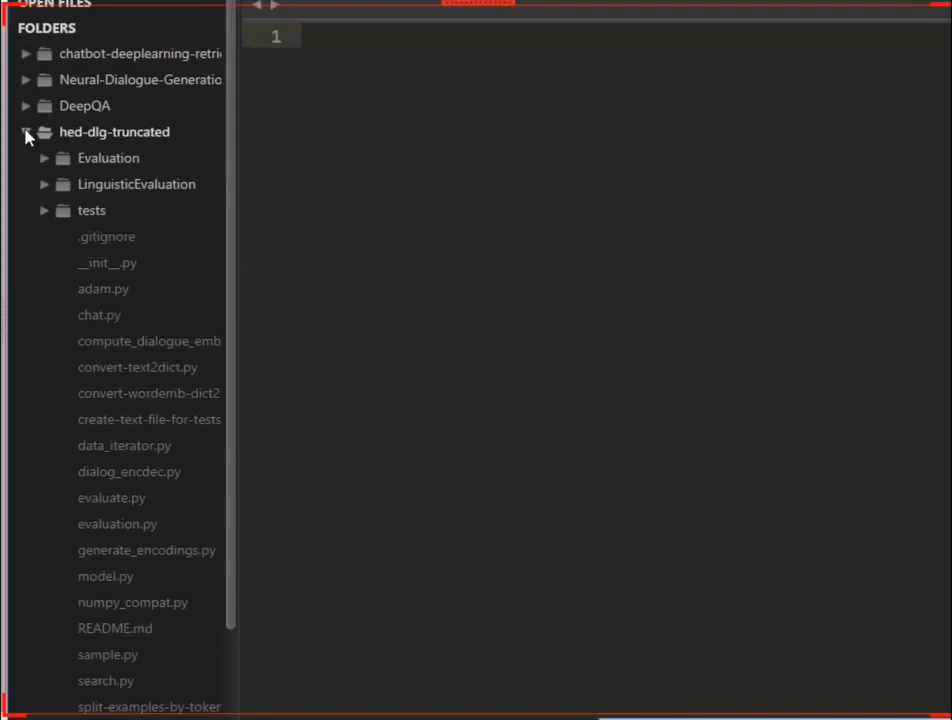 OPEN FILES
FOLDERS
chatbot-deeplearning-retri
Neural-Dialogue-Generatio
DeepQA
hed-dlg-truncated
Evaluation
LinguisticEvaluation
tests
.gitignore
__init__.py
adam.py
chat.py
compute_dialogue_emb
convert-text2dict.py
convert-wordemb-dict2
create-text-file-for-tests
data_iterator.py
dialog_encdec.py
evaluate.py
evaluation.py
generate_encodings.py
model.py
numpy_compat.py
README.md
sample.py
search.py
split-examples-by-token
1